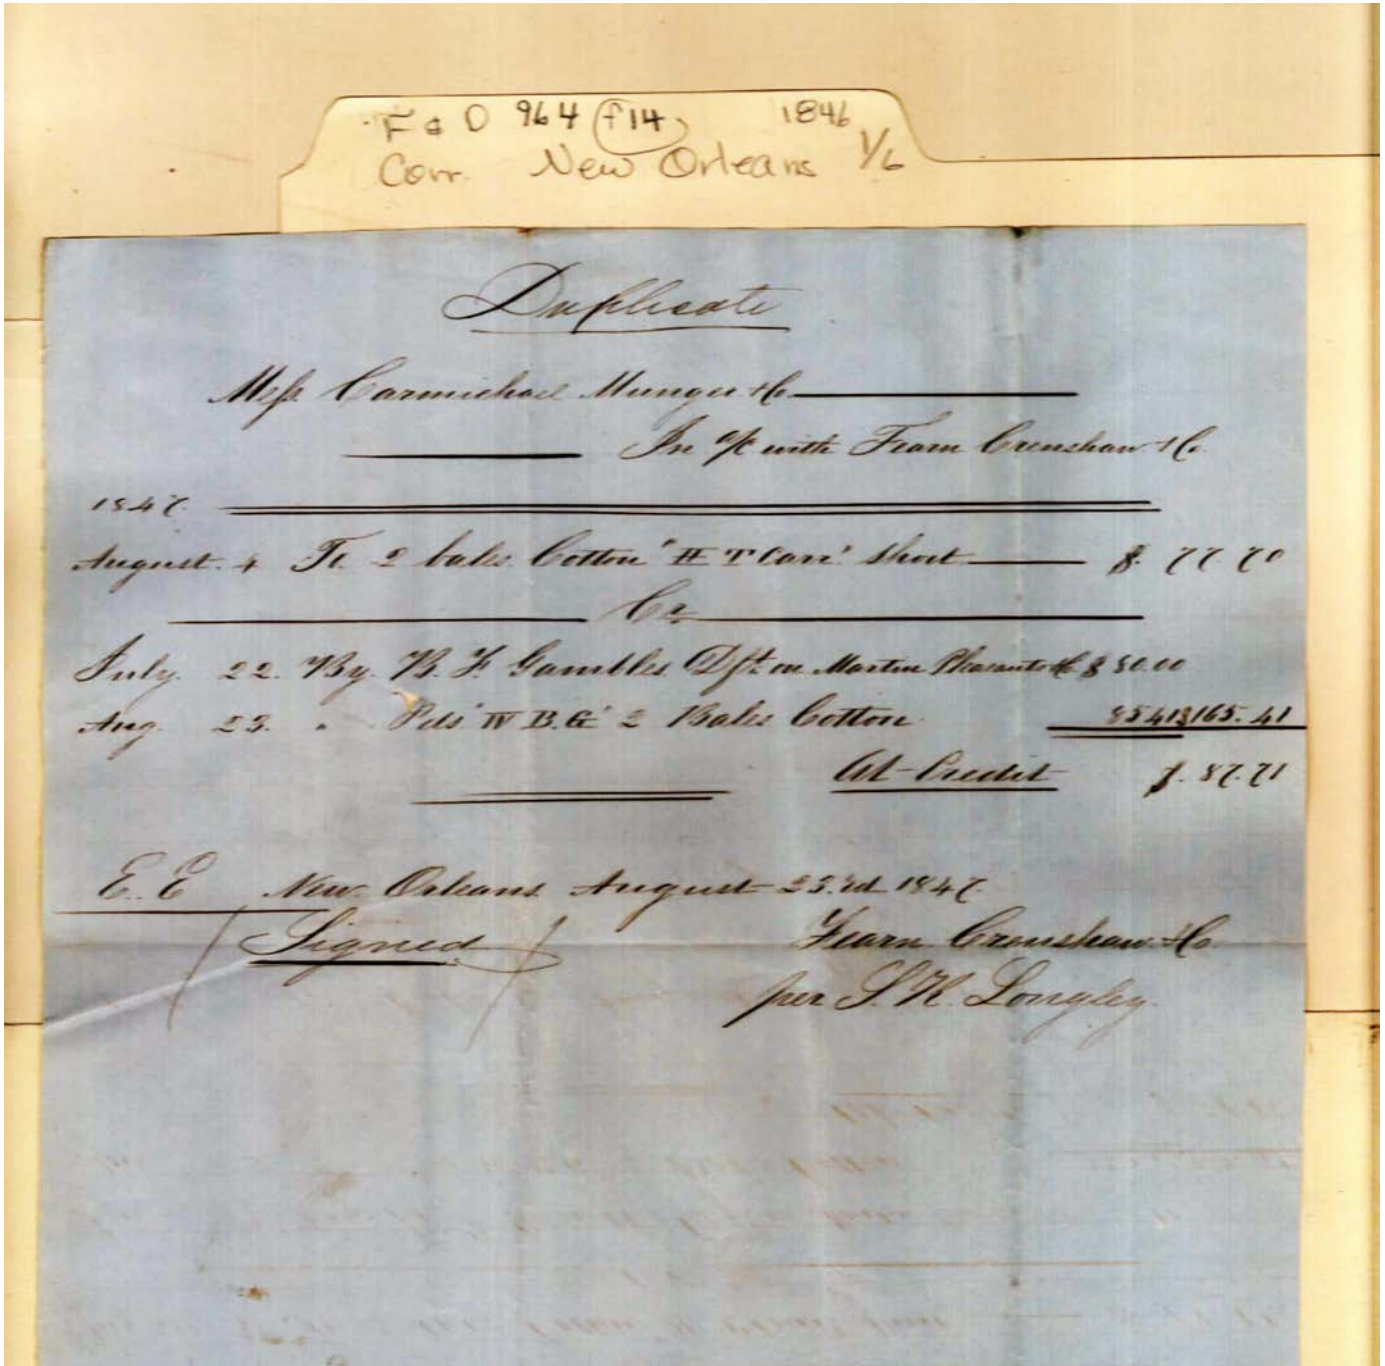 F & D 964 (f14) 1846
Corr. New Orleans 1/6
Duplicate
Mess. Carmichael Munger & Co.
In a/c with Fearn Crenshaw & Co.
1847.
August. 4 To 2 bales Cotton "H T Carr" short $. 77.70
Cr
July. 22. By. B. F. Gambles Dft. on Martin Pleasants & Co $80.00
Aug. 23. " Pds' W B. G' 2 Bales Cotton. 85.41 $165.41
At Credit $. 87.71
E. E New Orleans August 23.rd 1847.
(Signed) Fearn Crenshaw & Co
per S. K. Longley.